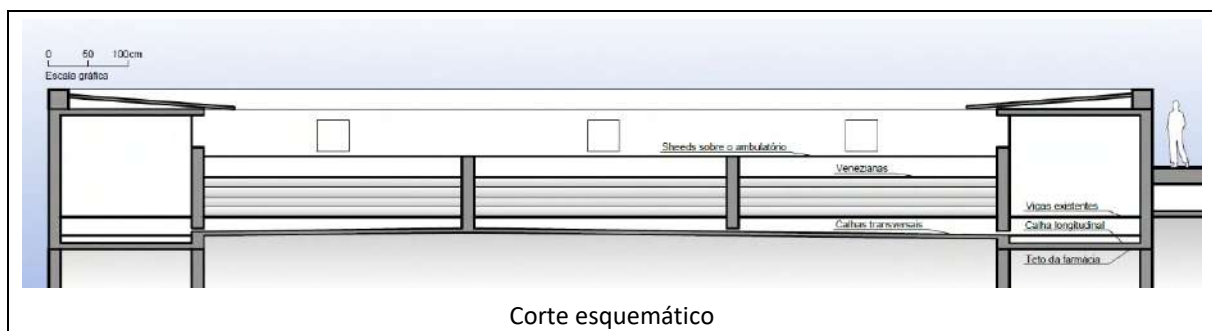 0 50 100cm
Escala gráfica
Sheeds sobre o ambulatório
Venezianas
Vigas existentes
Calhas transversais
Calha longitudinal
Teto da farmácia
Corte esquemático